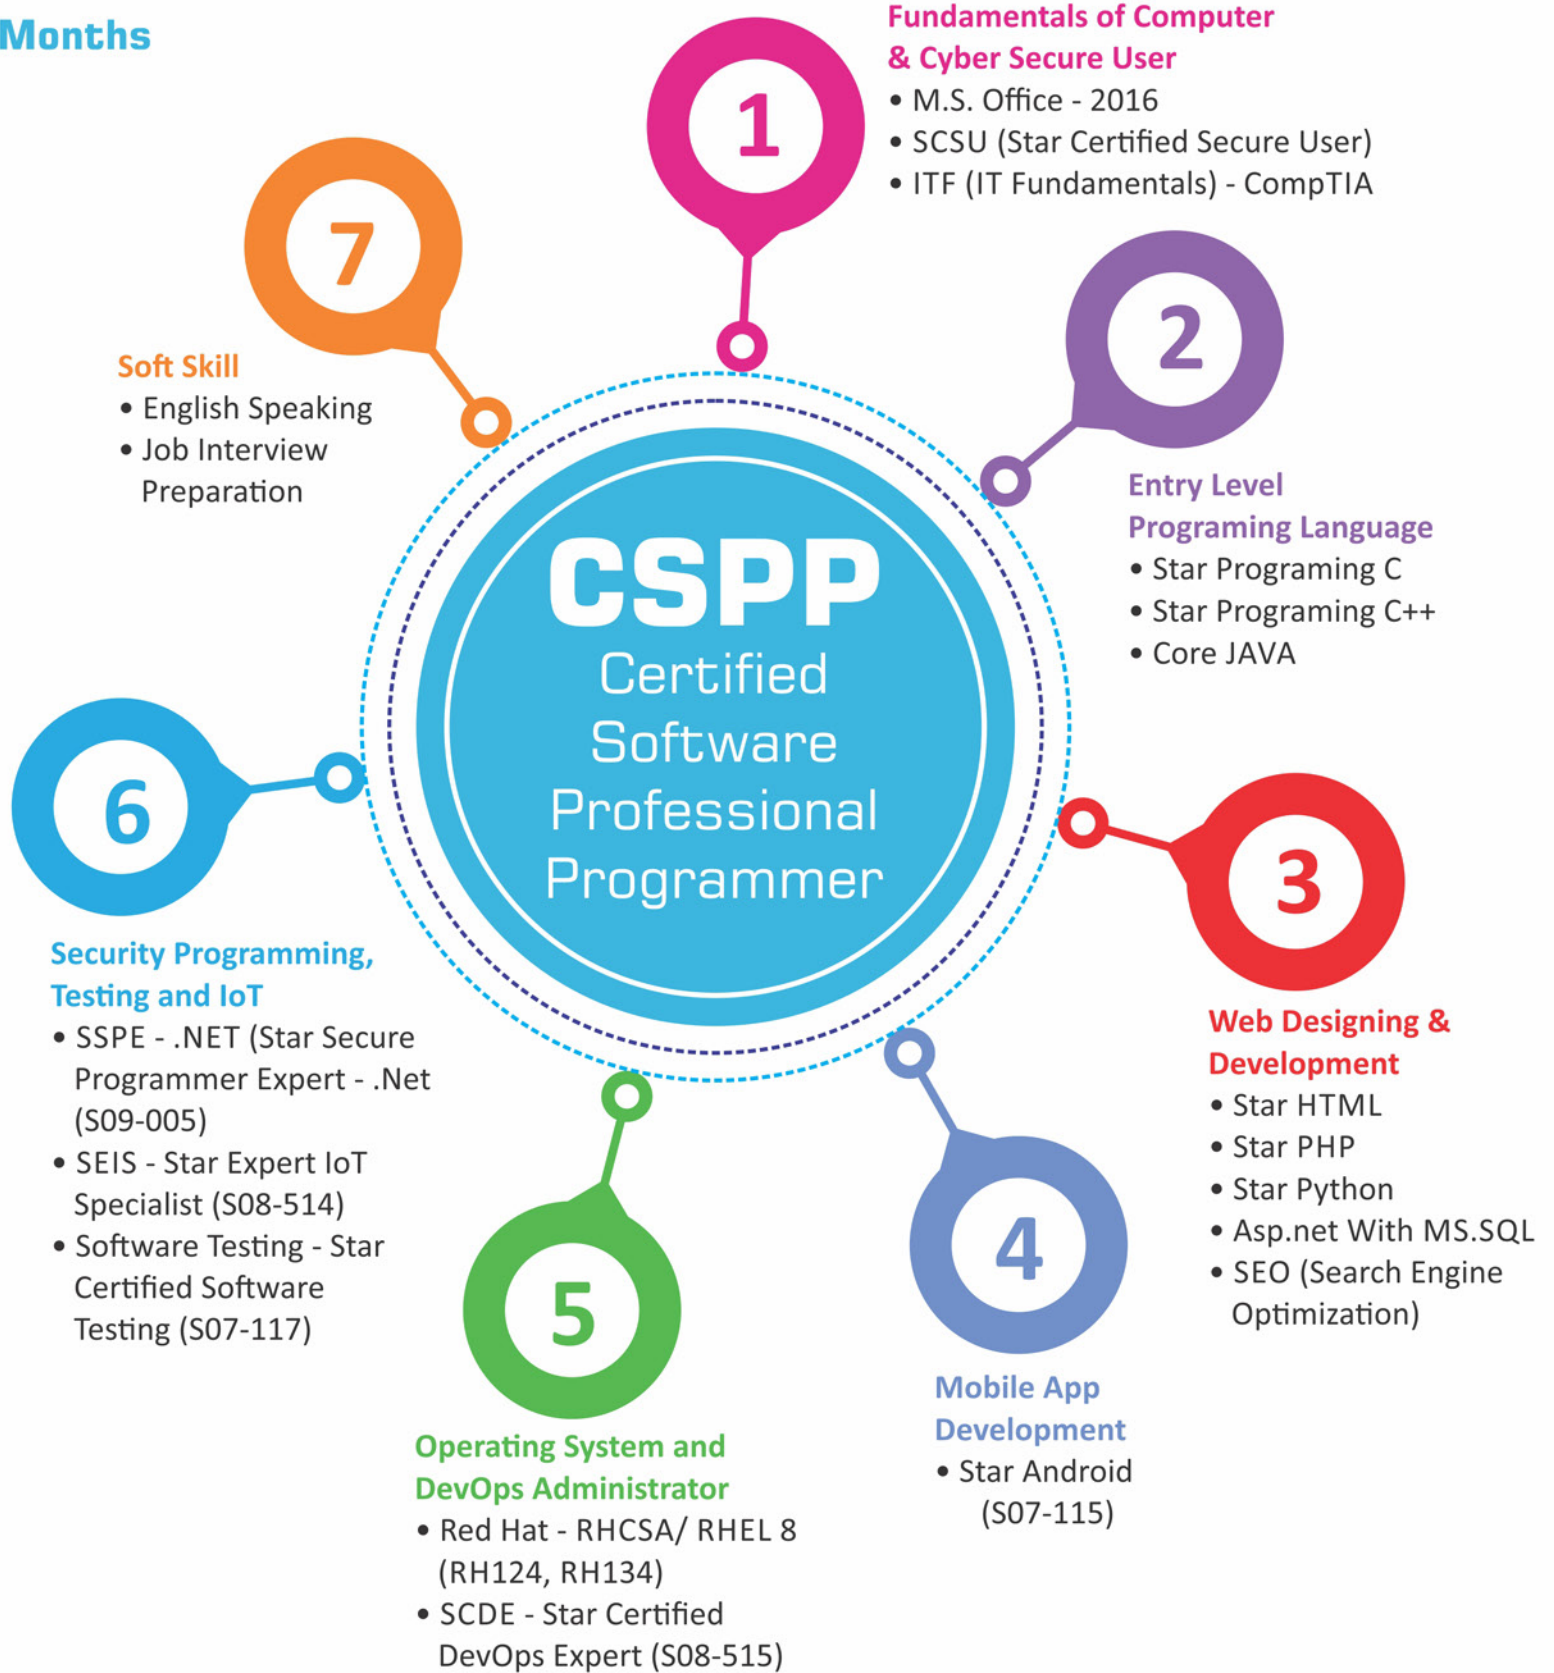 Months
1
Fundamentals of Computer
& Cyber Secure User
• M.S. Office - 2016
• SCSU (Star Certified Secure User)
• ITF (IT Fundamentals) - CompTIA
2
Entry Level
Programing Language
• Star Programing C
• Star Programing C++
• Core JAVA
3
Web Designing &
Development
• Star HTML
• Star PHP
• Star Python
• Asp.net With MS.SQL
• SEO (Search Engine
Optimization)
4
Mobile App
Development
• Star Android
(S07-115)
5
Operating System and
DevOps Administrator
• Red Hat - RHCSA/ RHEL 8
(RH124, RH134)
• SCDE - Star Certified
DevOps Expert (S08-515)
6
Security Programming,
Testing and IoT
• SSPE - .NET (Star Secure
Programmer Expert - .Net
(S09-005)
• SEIS - Star Expert IoT
Specialist (S08-514)
• Software Testing - Star
Certified Software
Testing (S07-117)
7
Soft Skill
• English Speaking
• Job Interview
Preparation
CSPP
Certified
Software
Professional
Programmer